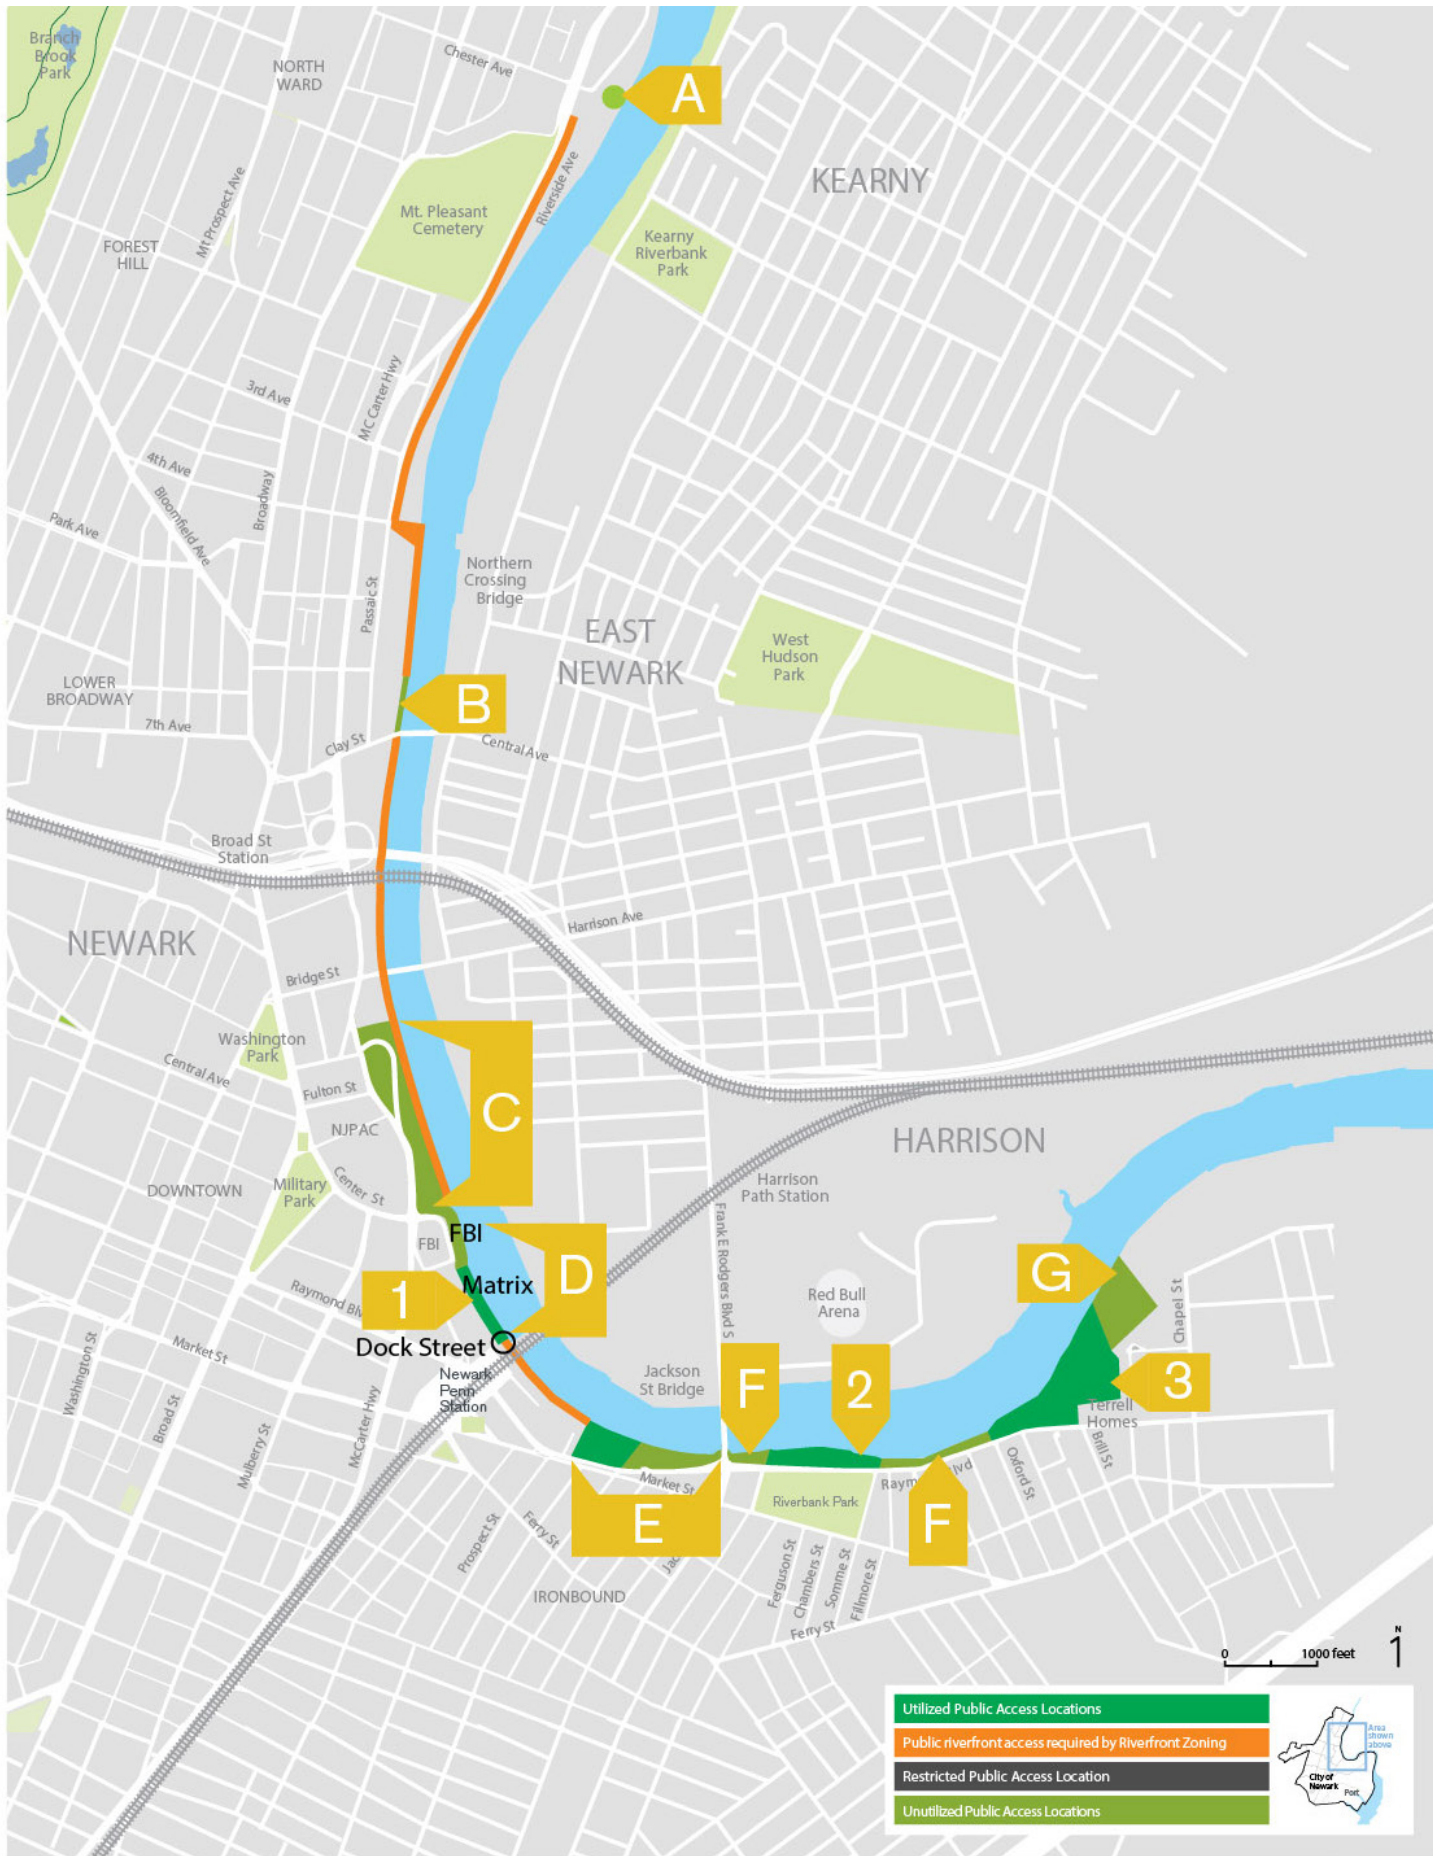 Branch
Brook
Park
NORTH
WARD
Chester Ave
A
KEARNY
Mt Prospect Ave
Mt. Pleasant
Cemetery
Riverside Ave
Kearny
Riverbank
Park
FOREST
HILL
3rd Ave
MC Carter Hwy
4th Ave
Broadway
Bloomfield Ave
Park Ave
Passaic St
Northern
Crossing
Bridge
EAST
NEWARK
West
Hudson
Park
LOWER
BROADWAY
B
7th Ave
Clay St
Central Ave
Broad St
Station
NEWARK
Harrison Ave
Bridge St
Washington
Park
Central Ave
Fulton St
C
NJPAC
HARRISON
DOWNTOWN
Military
Park
Center St
Harrison
Path Station
Frank E Rodgers Blvd S
FBI
FBI
D
G
Matrix
1
Raymond Bl
Red Bull
Arena
Chapel St
Dock Street
Market St
Newark
Penn
Station
Jackson
St Bridge
F
2
3
Terrell
Homes
Washington St
Broad St
Mulberry St
McCarter Hwy
Market St
Raym
lvd
Oxford St
Brill St
Riverbank Park
E
F
Prospect St
Ferry St
Jac
Ferguson St
Chambers St
Somme St
Fillmore St
IRONBOUND
Ferry St
N
1
0 1000 feet
Utilized Public Access Locations
Public riverfront access required by Riverfront Zoning
Restricted Public Access Location
Unutilized Public Access Locations
Area
shown
above
City of
Newark
Port